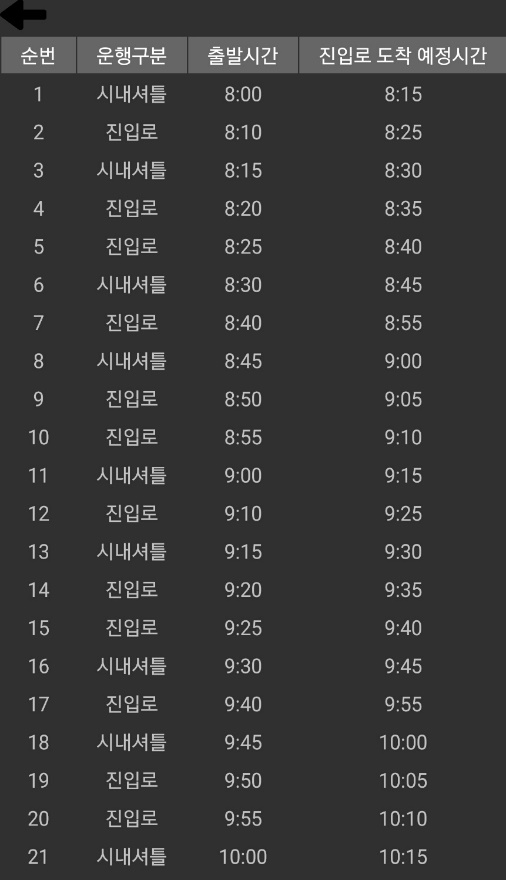 순번 운행구분 출발시간 진입로 도착 예정시간
1 시내셔틀 8:00 8:15
2 진입로 8:10 8:25
3 시내셔틀 8:15 8:30
4 진입로 8:20 8:35
5 진입로 8:25 8:40
6 시내셔틀 8:30 8:45
7 진입로 8:40 8:55
8 시내셔틀 8:45 9:00
9 진입로 8:50 9:05
10 진입로 8:55 9:10
11 시내셔틀 9:00 9:15
12 진입로 9:10 9:25
13 시내셔틀 9:15 9:30
14 진입로 9:20 9:35
15 진입로 9:25 9:40
16 시내셔틀 9:30 9:45
17 진입로 9:40 9:55
18 시내셔틀 9:45 10:00
19 진입로 9:50 10:05
20 진입로 9:55 10:10
21 시내셔틀 10:00 10:15